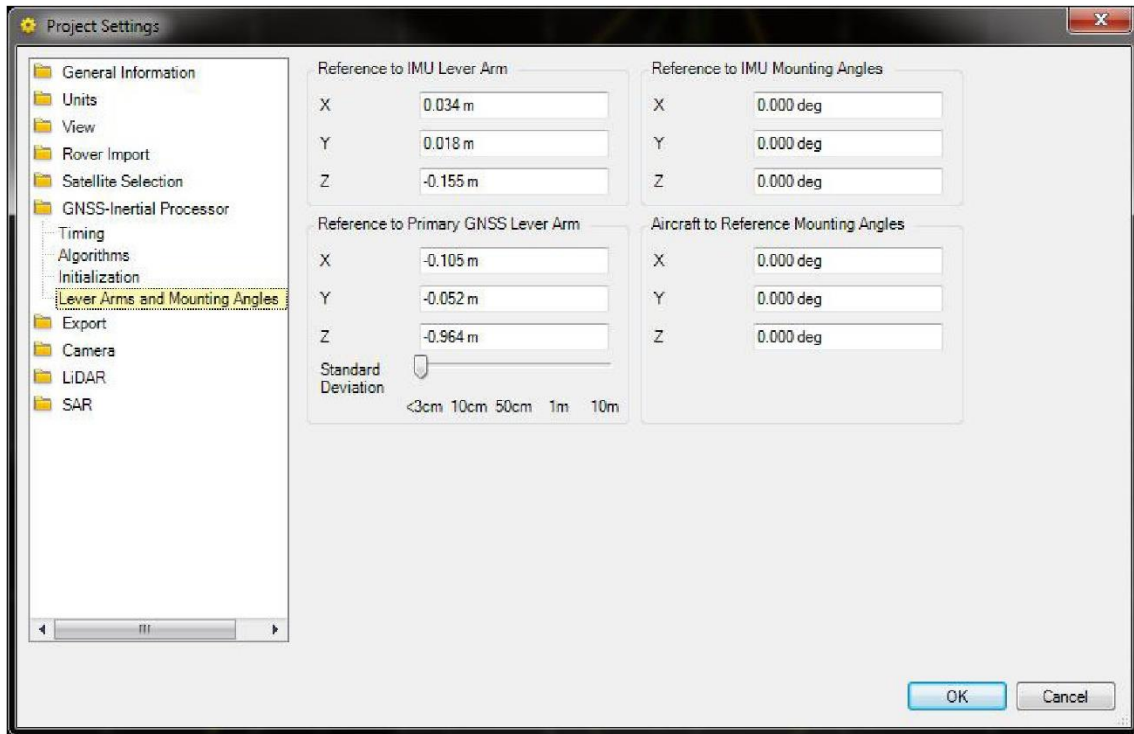 Project Settings
General Information
Units
View
Rover Import
Satellite Selection
GNSS-Inertial Processor
Timing
Algorithms
Initialization
Lever Arms and Mounting Angles
Export
Camera
LiDAR
SAR
Reference to IMU Lever Arm
X 0.034 m
Y 0.018 m
Z -0.155 m
Reference to IMU Mounting Angles
X 0.000 deg
Y 0.000 deg
Z 0.000 deg
Reference to Primary GNSS Lever Arm
X -0.105 m
Y -0.052 m
Z -0.964 m
Standard
Deviation
<3cm 10cm 50cm 1m 10m
Aircraft to Reference Mounting Angles
X 0.000 deg
Y 0.000 deg
Z 0.000 deg
OK Cancel